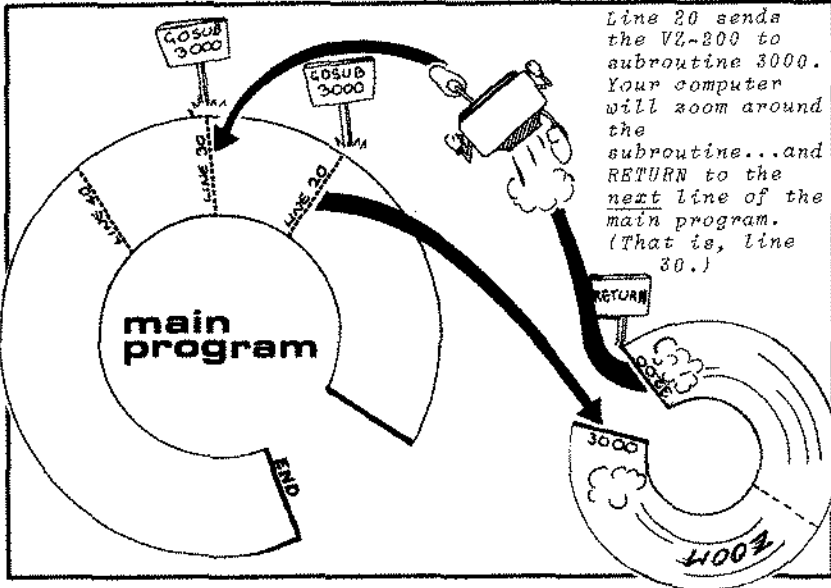 GOSUB
3000
GOSUB
3000
Line 20 sends
the VZ-200 to
subroutine 3000.
Your computer
will zoom around
the
subroutine...and
RETURN to the
next line of the
main program.
(That is, line
30.)
LINE 40
LINE 30
LINE 20
main
program
END
RETURN
3000
ZOOM